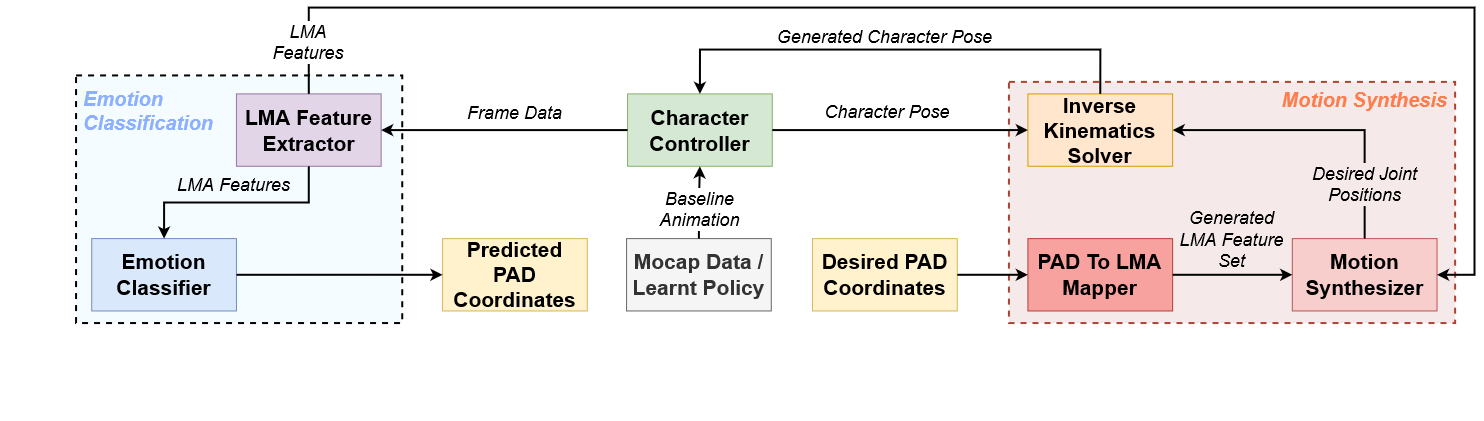 LMA
Features
Generated Character Pose
Emotion
Classification
LMA Feature
Extractor
Frame Data
Character
Controller
Character Pose
Inverse
Kinematics
Solver
Motion Synthesis
LMA Features
Baseline
Animation
Desired Joint
Positions
Generated
LMA Feature
Set
Emotion
Classifier
Predicted
PAD
Coordinates
Mocap Data /
Learnt Policy
Desired PAD
Coordinates
PAD To LMA
Mapper
Motion
Synthesizer